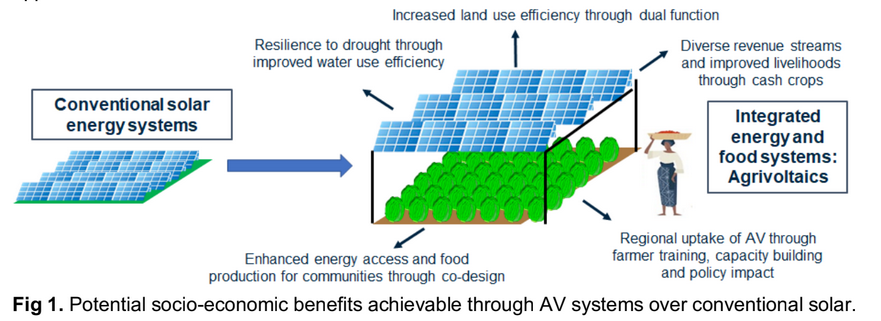 Increased land use efficiency through dual function
Resilience to drought through
improved water use efficiency
Diverse revenue streams
and improved livelihoods
through cash crops
Conventional solar
energy systems
Integrated
energy and
food systems:
Agrivoltaics
Enhanced energy access and food
production for communities through co-design
Regional uptake of AV through
farmer training, capacity building
and policy impact
Fig 1. Potential socio-economic benefits achievable through AV systems over conventional solar.